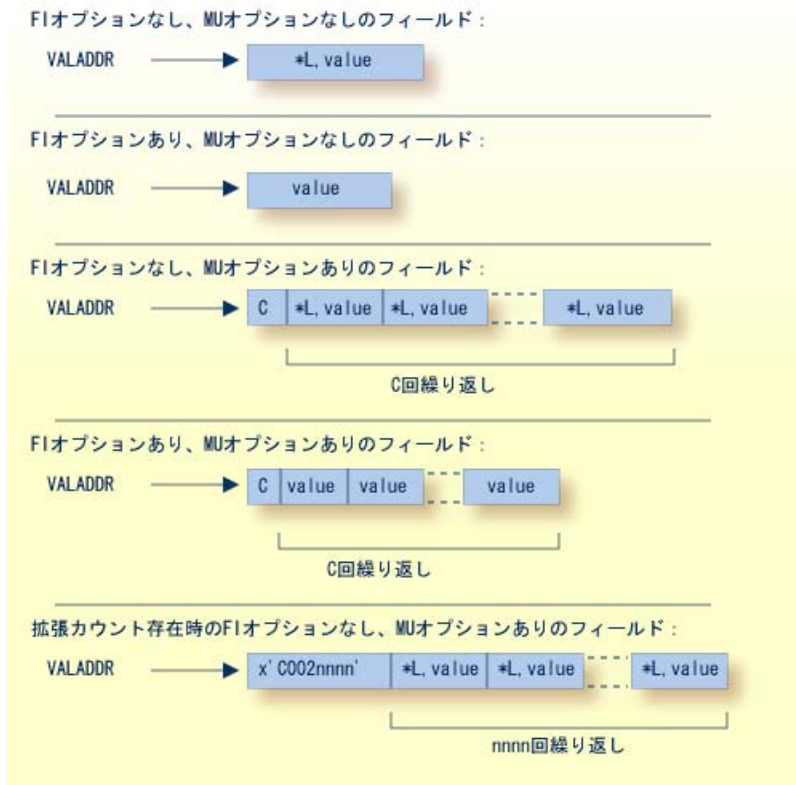 FIオプションなし、MUオプションなしのフィールド：
VALADDR *L, value
FIオプションあり、MUオプションなしのフィールド：
VALADDR value
FIオプションなし、MUオプションありのフィールド：
VALADDR C *L, value *L, value *L, value
C回繰り返し
FIオプションあり、MUオプションありのフィールド：
VALADDR C value value value
C回繰り返し
拡張カウント存在時のFIオプションなし、MUオプションありのフィールド：
VALADDR x'C002nnnn' *L, value *L, value *L, value
nnnn回繰り返し